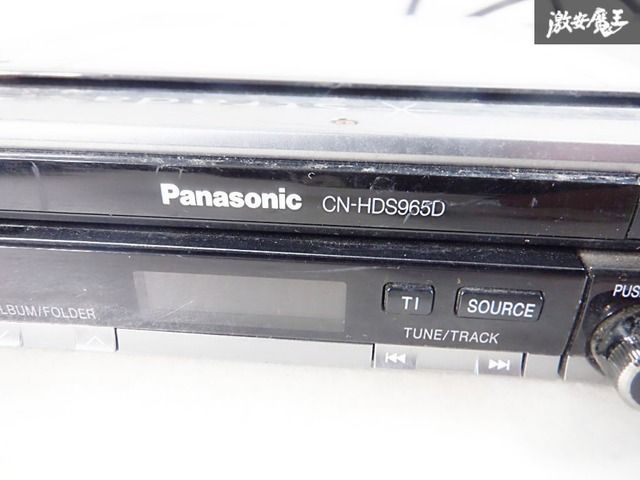 激安魔王
Panasonic CN-HDS965D
TI SOURCE
LBUM/FOLDER
TUNE/TRACK
PUS